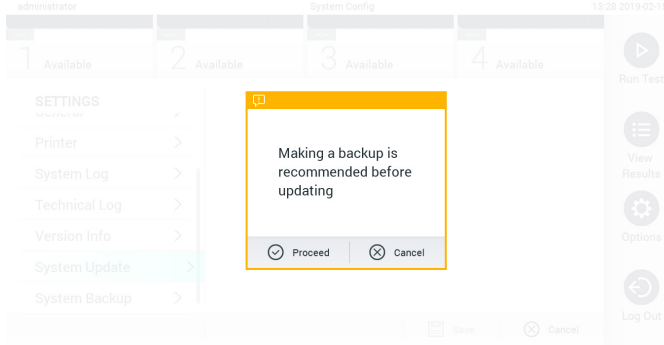 administrator
System Config
13:28 2019-02-15
1 Available
2 Available
3 Available
4 Available
Run Test
SETTINGS
General
Printer
System Log
Technical Log
Version Info
System Update
System Backup
Making a backup is
recommended before
updating
Proceed
Cancel
View
Results
Options
Log Out
Save
Cancel